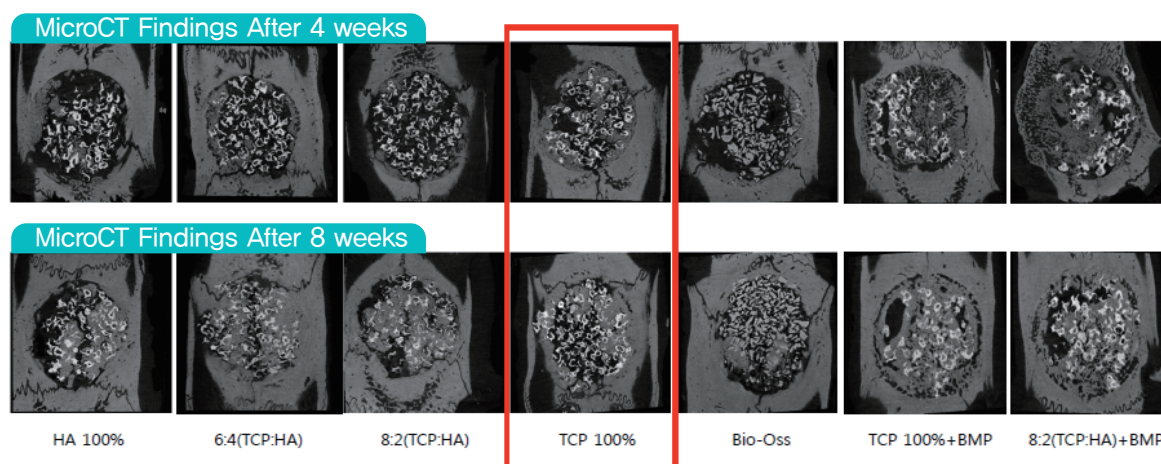 MicroCT Findings After 4 weeks
MicroCT Findings After 8 weeks
HA 100%
6:4(TCP:HA)
8:2(TCP:HA)
TCP 100%
Bio-Oss
TCP 100%+BMP
8:2(TCP:HA)+BMP